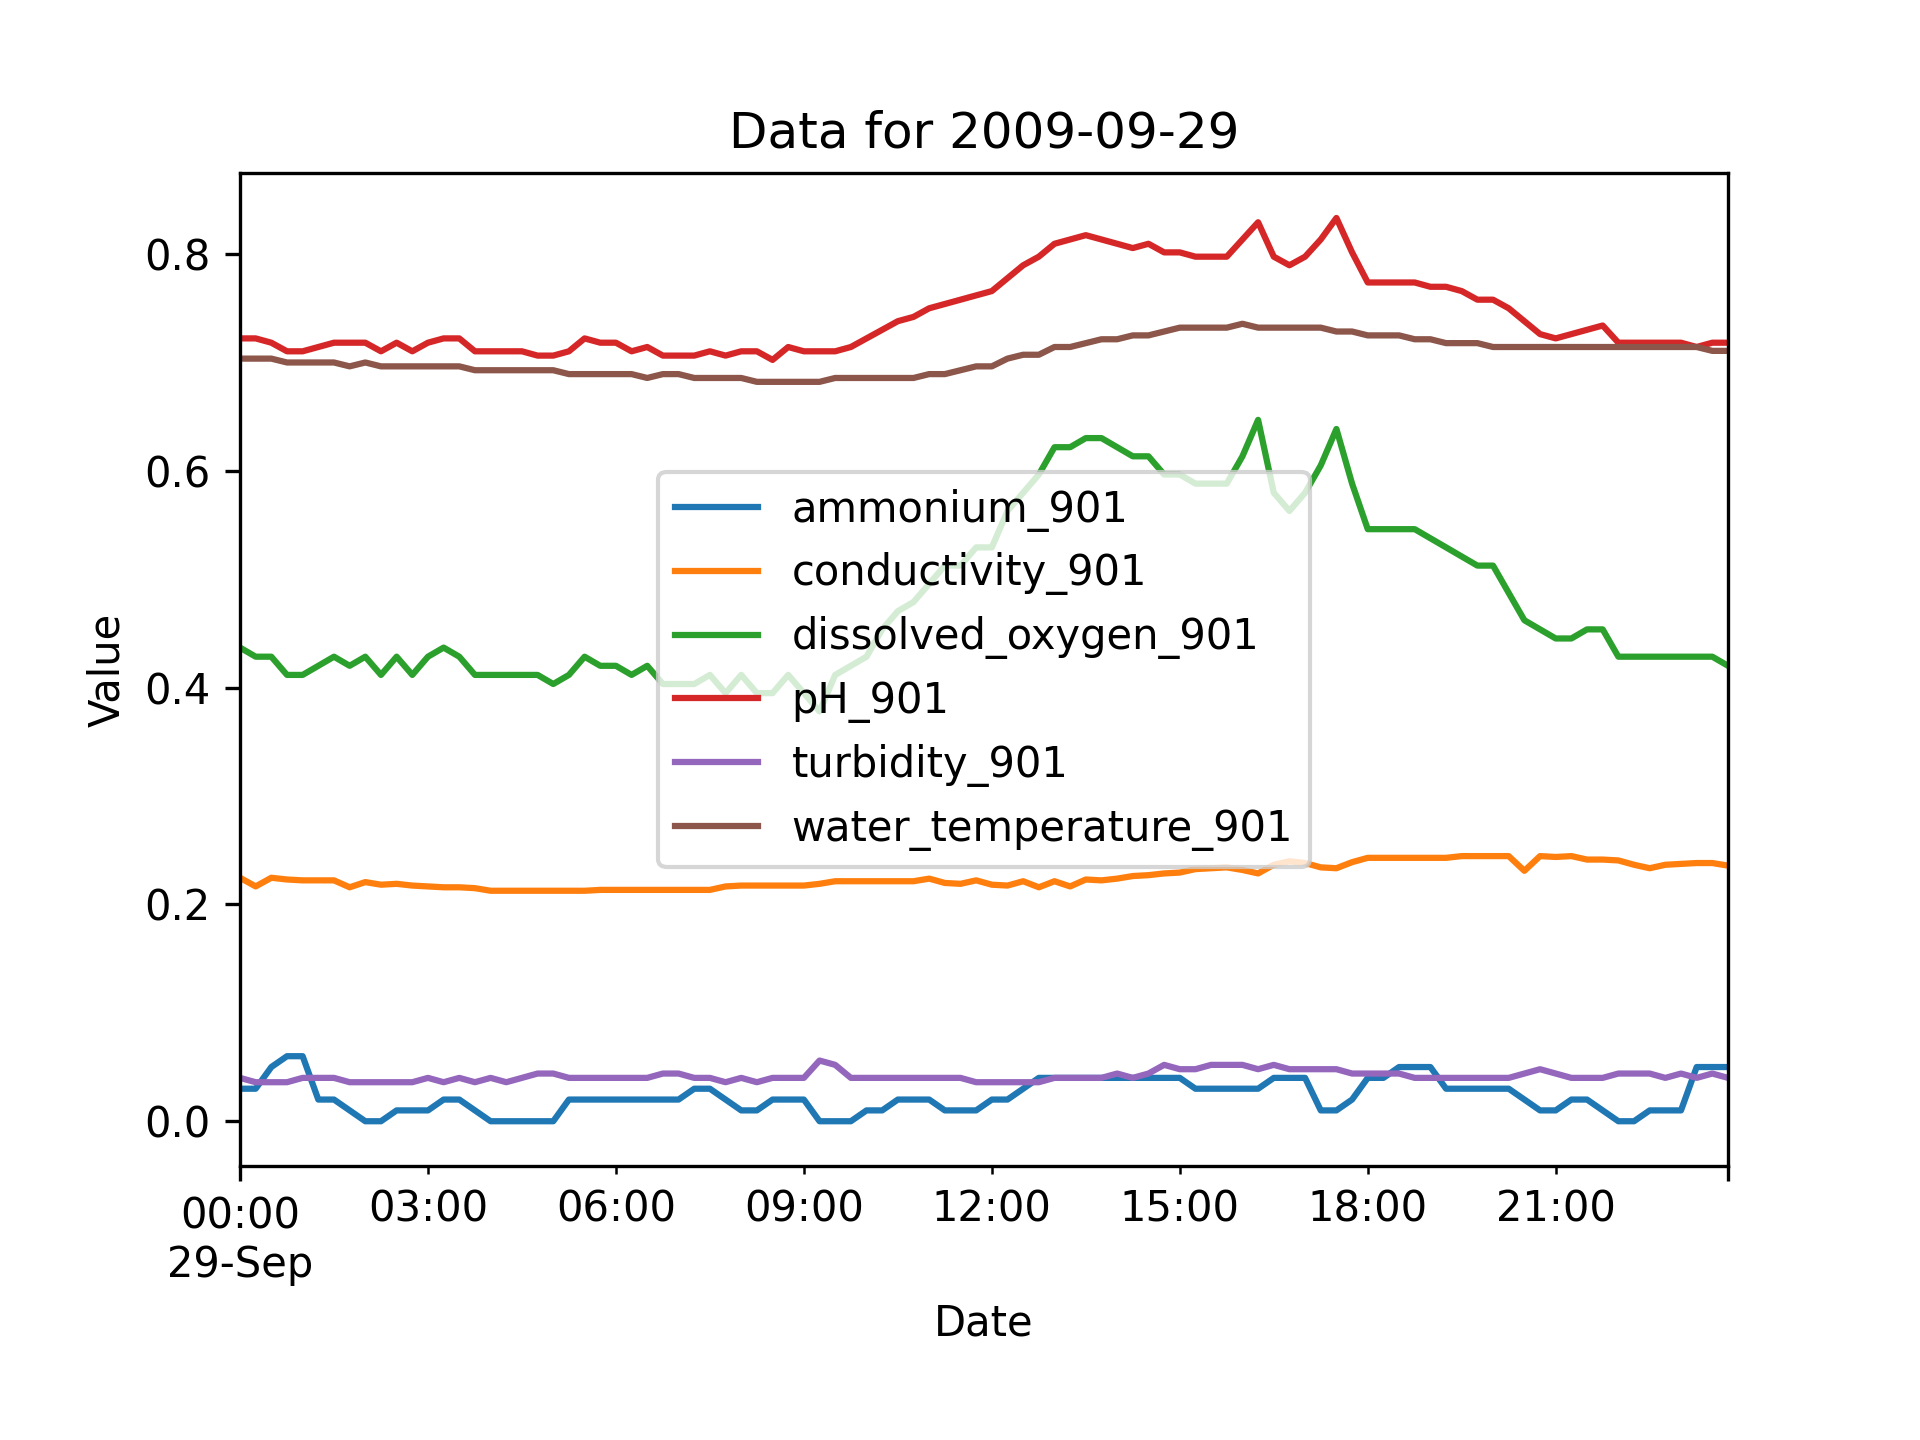 Data for 2009-09-29
Value
0.8
0.6
0.4
0.2
0.0
ammonium_901
conductivity_901
dissolved_oxygen_901
pH_901
turbidity_901
water_temperature_901
00:00 03:00 06:00 09:00 12:00 15:00 18:00 21:00
29-Sep
Date